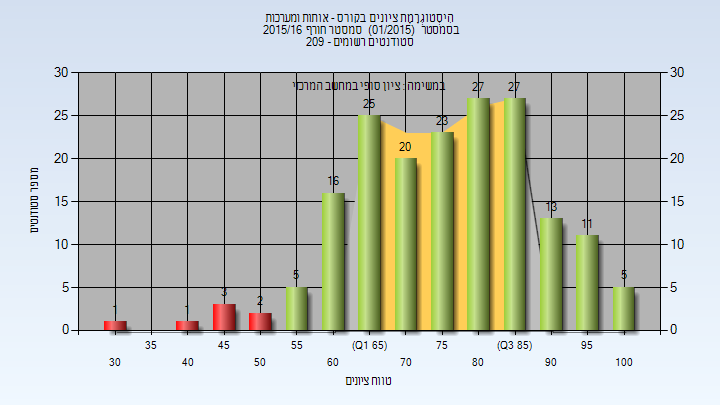 היסטוגרמת ציונים בקורס - אותות ומערכות
בסמסטר (01/2015) סמסטר חורף 2015/16
סטודנטים רשומים - 209
במשימה : ציון סופי במחשב המרכזי
מספר סטודנטים
30 25 20 15 10 5 0
1 1 3 2 5 16 25 20 23 27 27 13 11 5
30 25 20 15 10 5 0
35 45 55 (Q1 65) 75 (Q3 85) 95
30 40 50 60 70 80 90 100
טווח ציונים